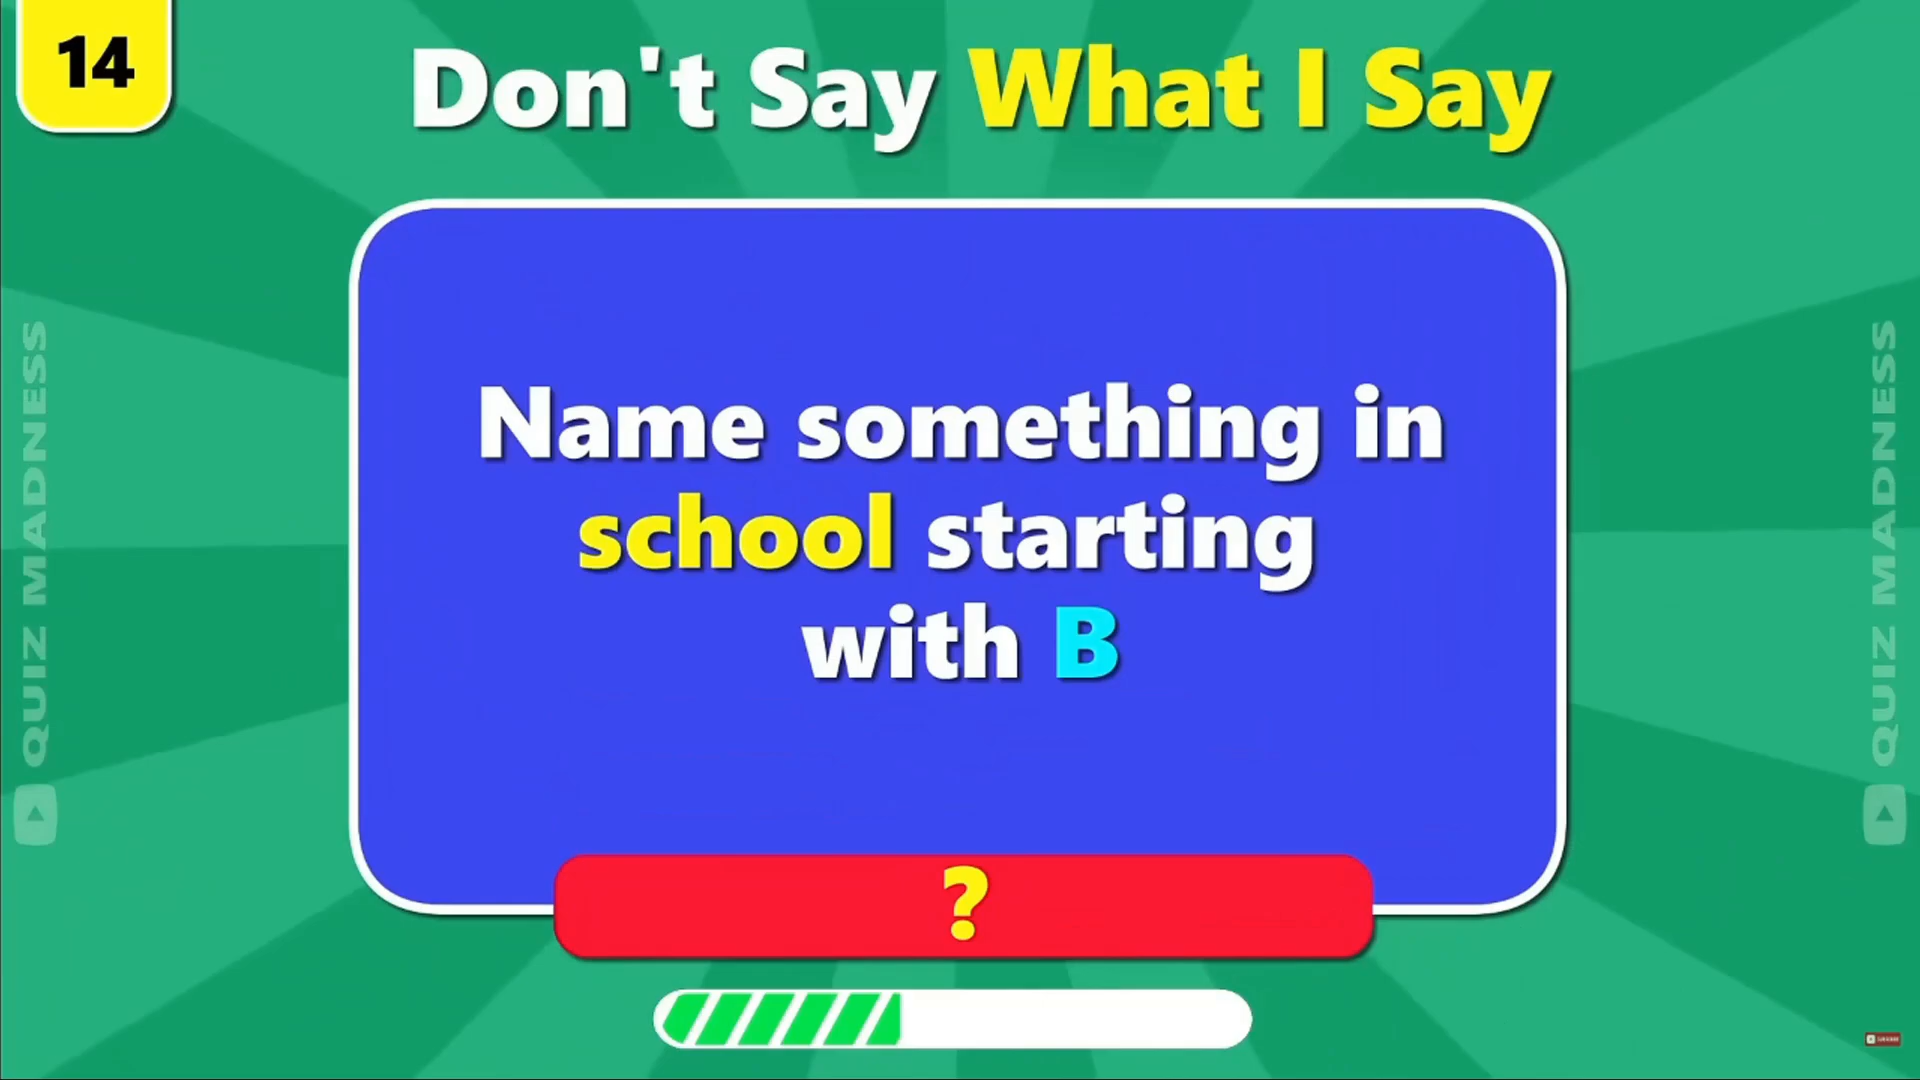 14
Don't Say What I Say
Name something in
school starting
with B
?
QUIZ MADNESS
QUIZ MADNESS